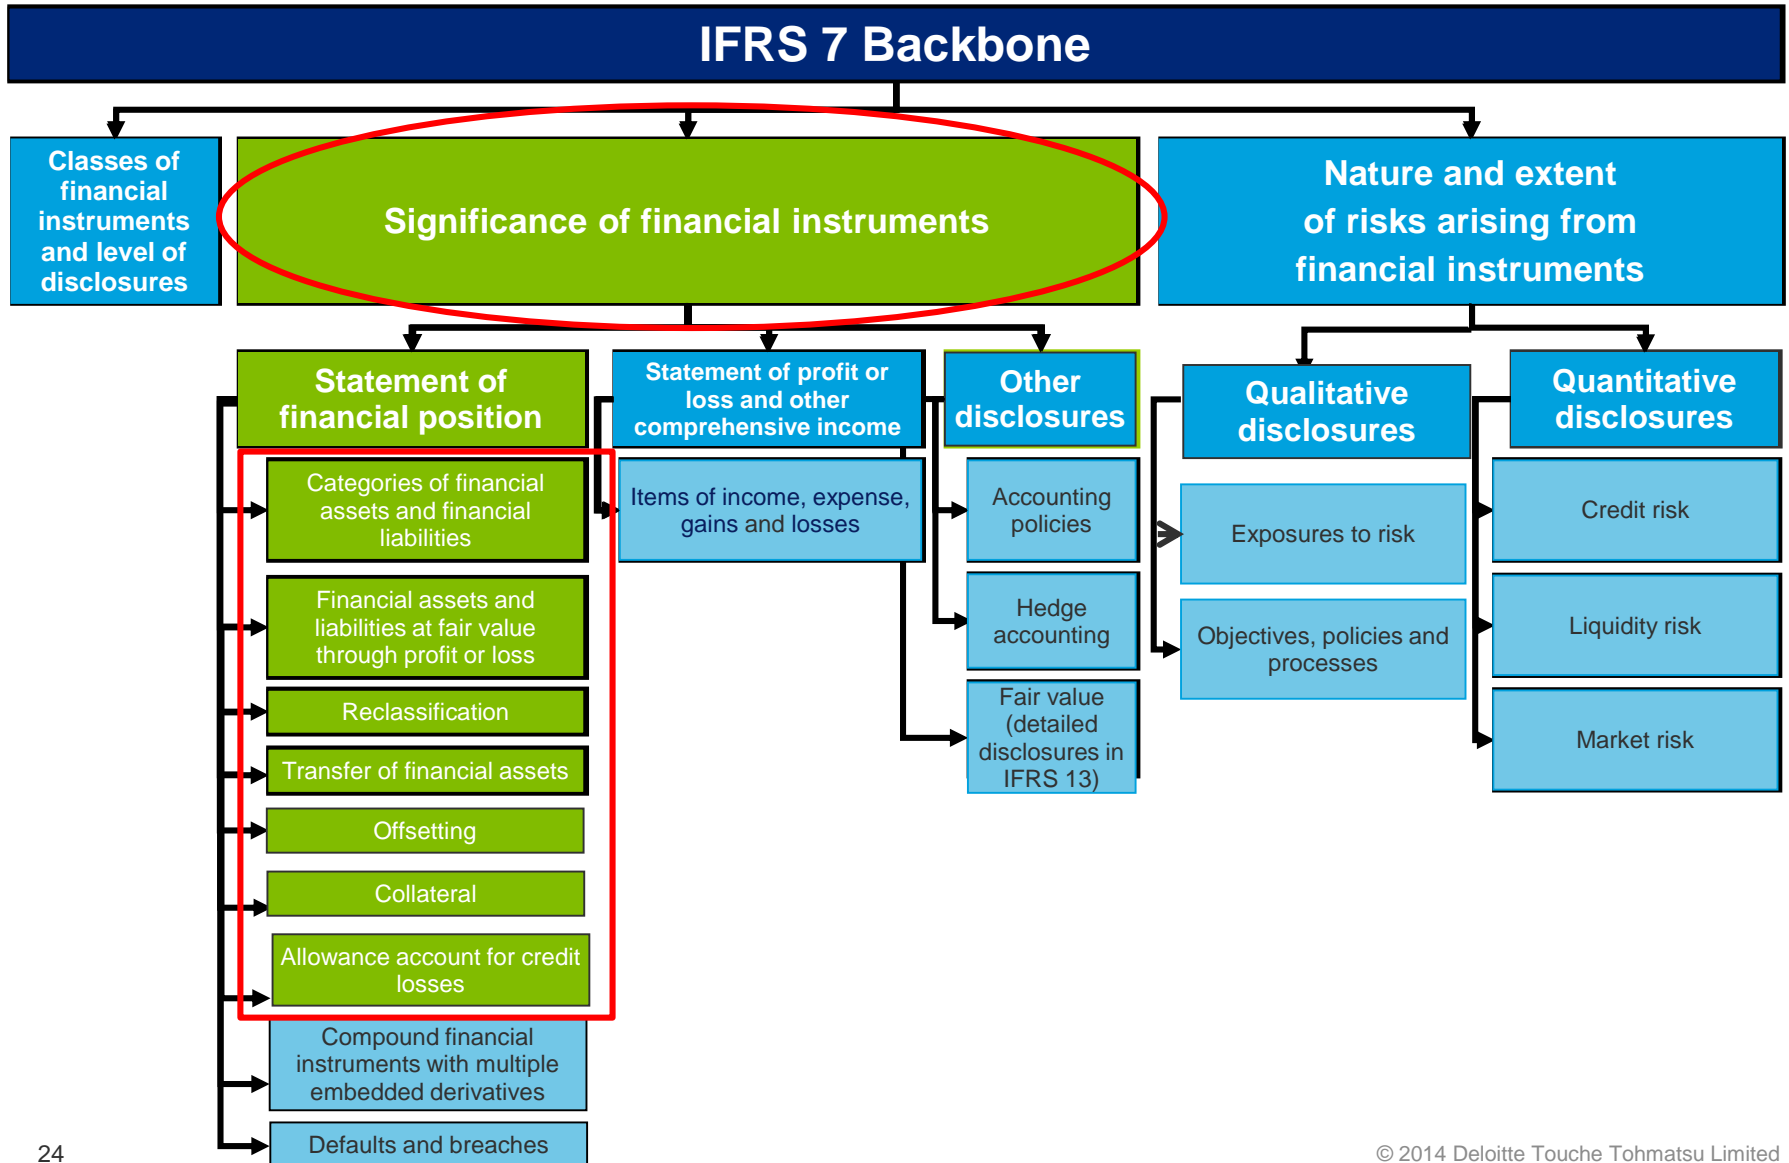 IFRS 7 Backbone
Classes of
financial
instruments
and level of
disclosures
Significance of financial instruments
Nature and extent
of risks arising from
financial instruments
Statement of
financial position
Categories of financial
assets and financial
liabilities
Financial assets and
liabilities at fair value
through profit or loss
Reclassification
Transfer of financial assets
Offsetting
Collateral
Allowance account for credit
losses
Compound financial
instruments with multiple
embedded derivatives
Defaults and breaches
Statement of profit or
loss and other
comprehensive income
Items of income, expense,
gains and losses
Other
disclosures
Accounting
policies
Hedge
accounting
Fair value
(detailed
disclosures in
IFRS 13)
Qualitative
disclosures
Exposures to risk
Objectives, policies and
processes
Quantitative
disclosures
Credit risk
Liquidity risk
Market risk
24
© 2014 Deloitte Touche Tohmatsu Limited